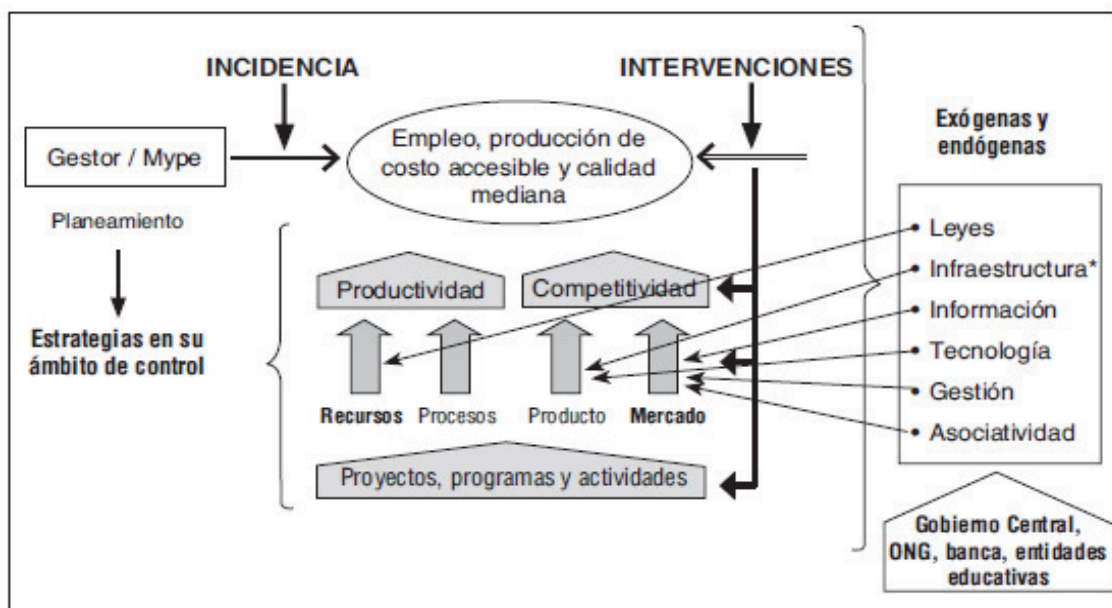 INCIDENCIA
INTERVENCIONES
Gestor / Mype
Empleo, producción de
costo accesible y calidad
mediana
Exógenas y
endógenas
Planeamiento
Estrategias en su
ámbito de control
Productividad
Competitividad
Recursos
Procesos
Producto
Mercado
Proyectos, programas y actividades
• Leyes
• Infraestructura*
• Información
• Tecnología
• Gestión
• Asociatividad
Gobierno Central,
ONG, banca, entidades
educativas